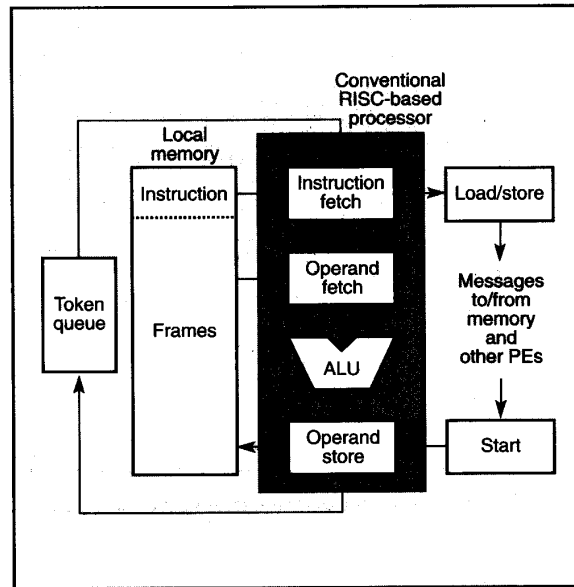 Conventional
RISC-based
processor
Local
memory
Instruction
Instruction
fetch
Load/store
Operand
fetch
Token
queue
Frames
Messages
to/from
memory
and
other PEs
ALU
Operand
store
Start